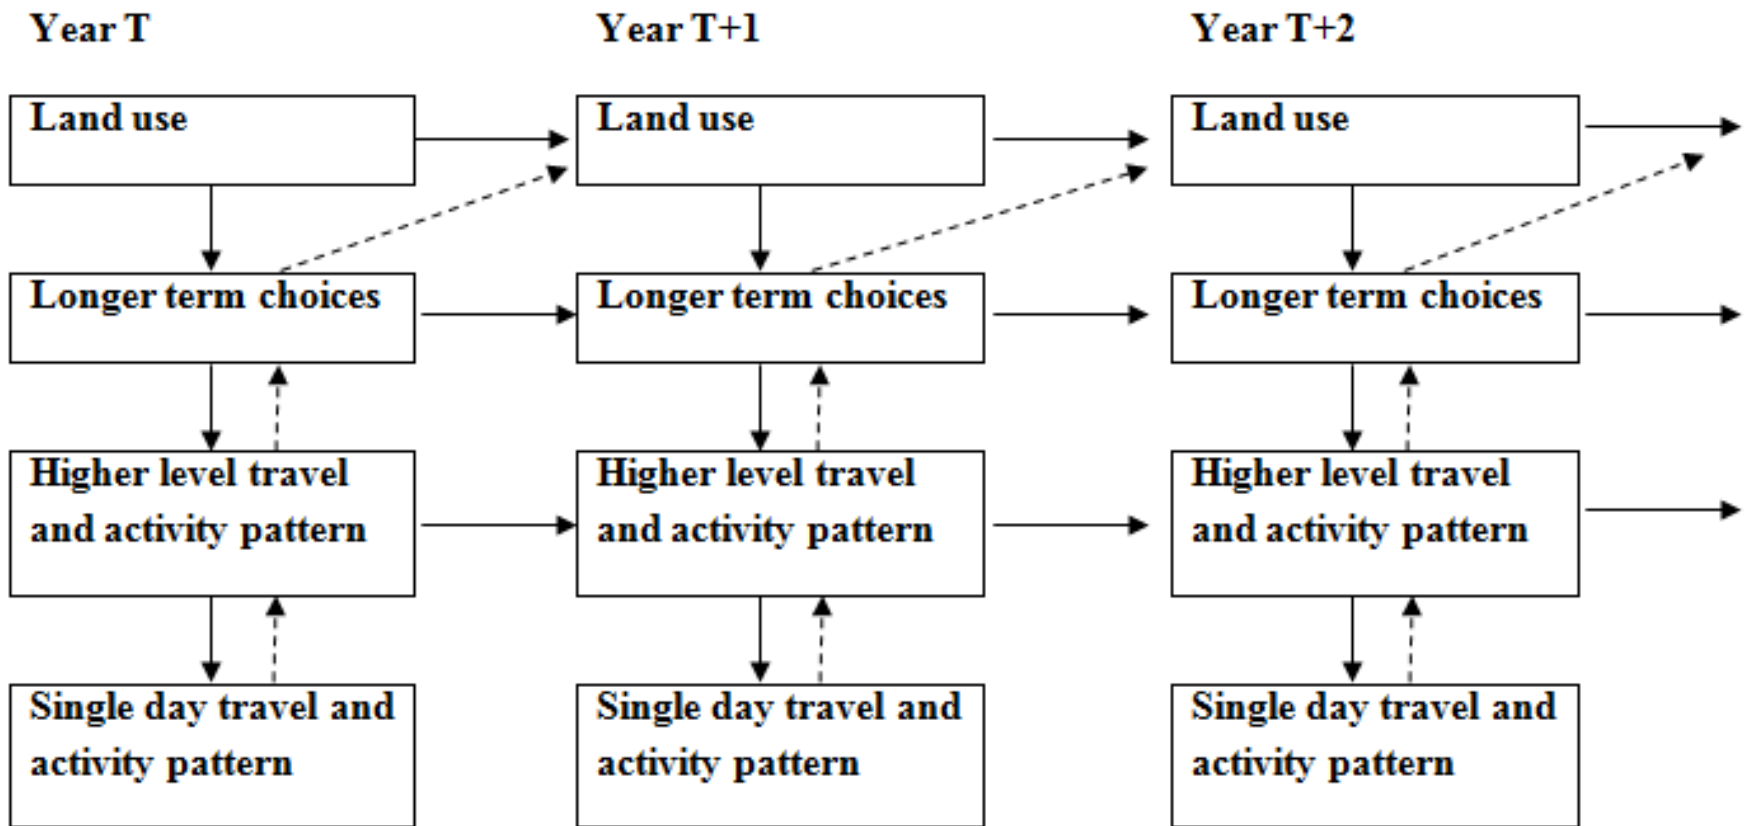 Year T
Year T+1
Year T+2
Land use
Land use
Land use
Longer term choices
Longer term choices
Longer term choices
Higher level travel
and activity pattern
Higher level travel
and activity pattern
Higher level travel
and activity pattern
Single day travel and
activity pattern
Single day travel and
activity pattern
Single day travel and
activity pattern